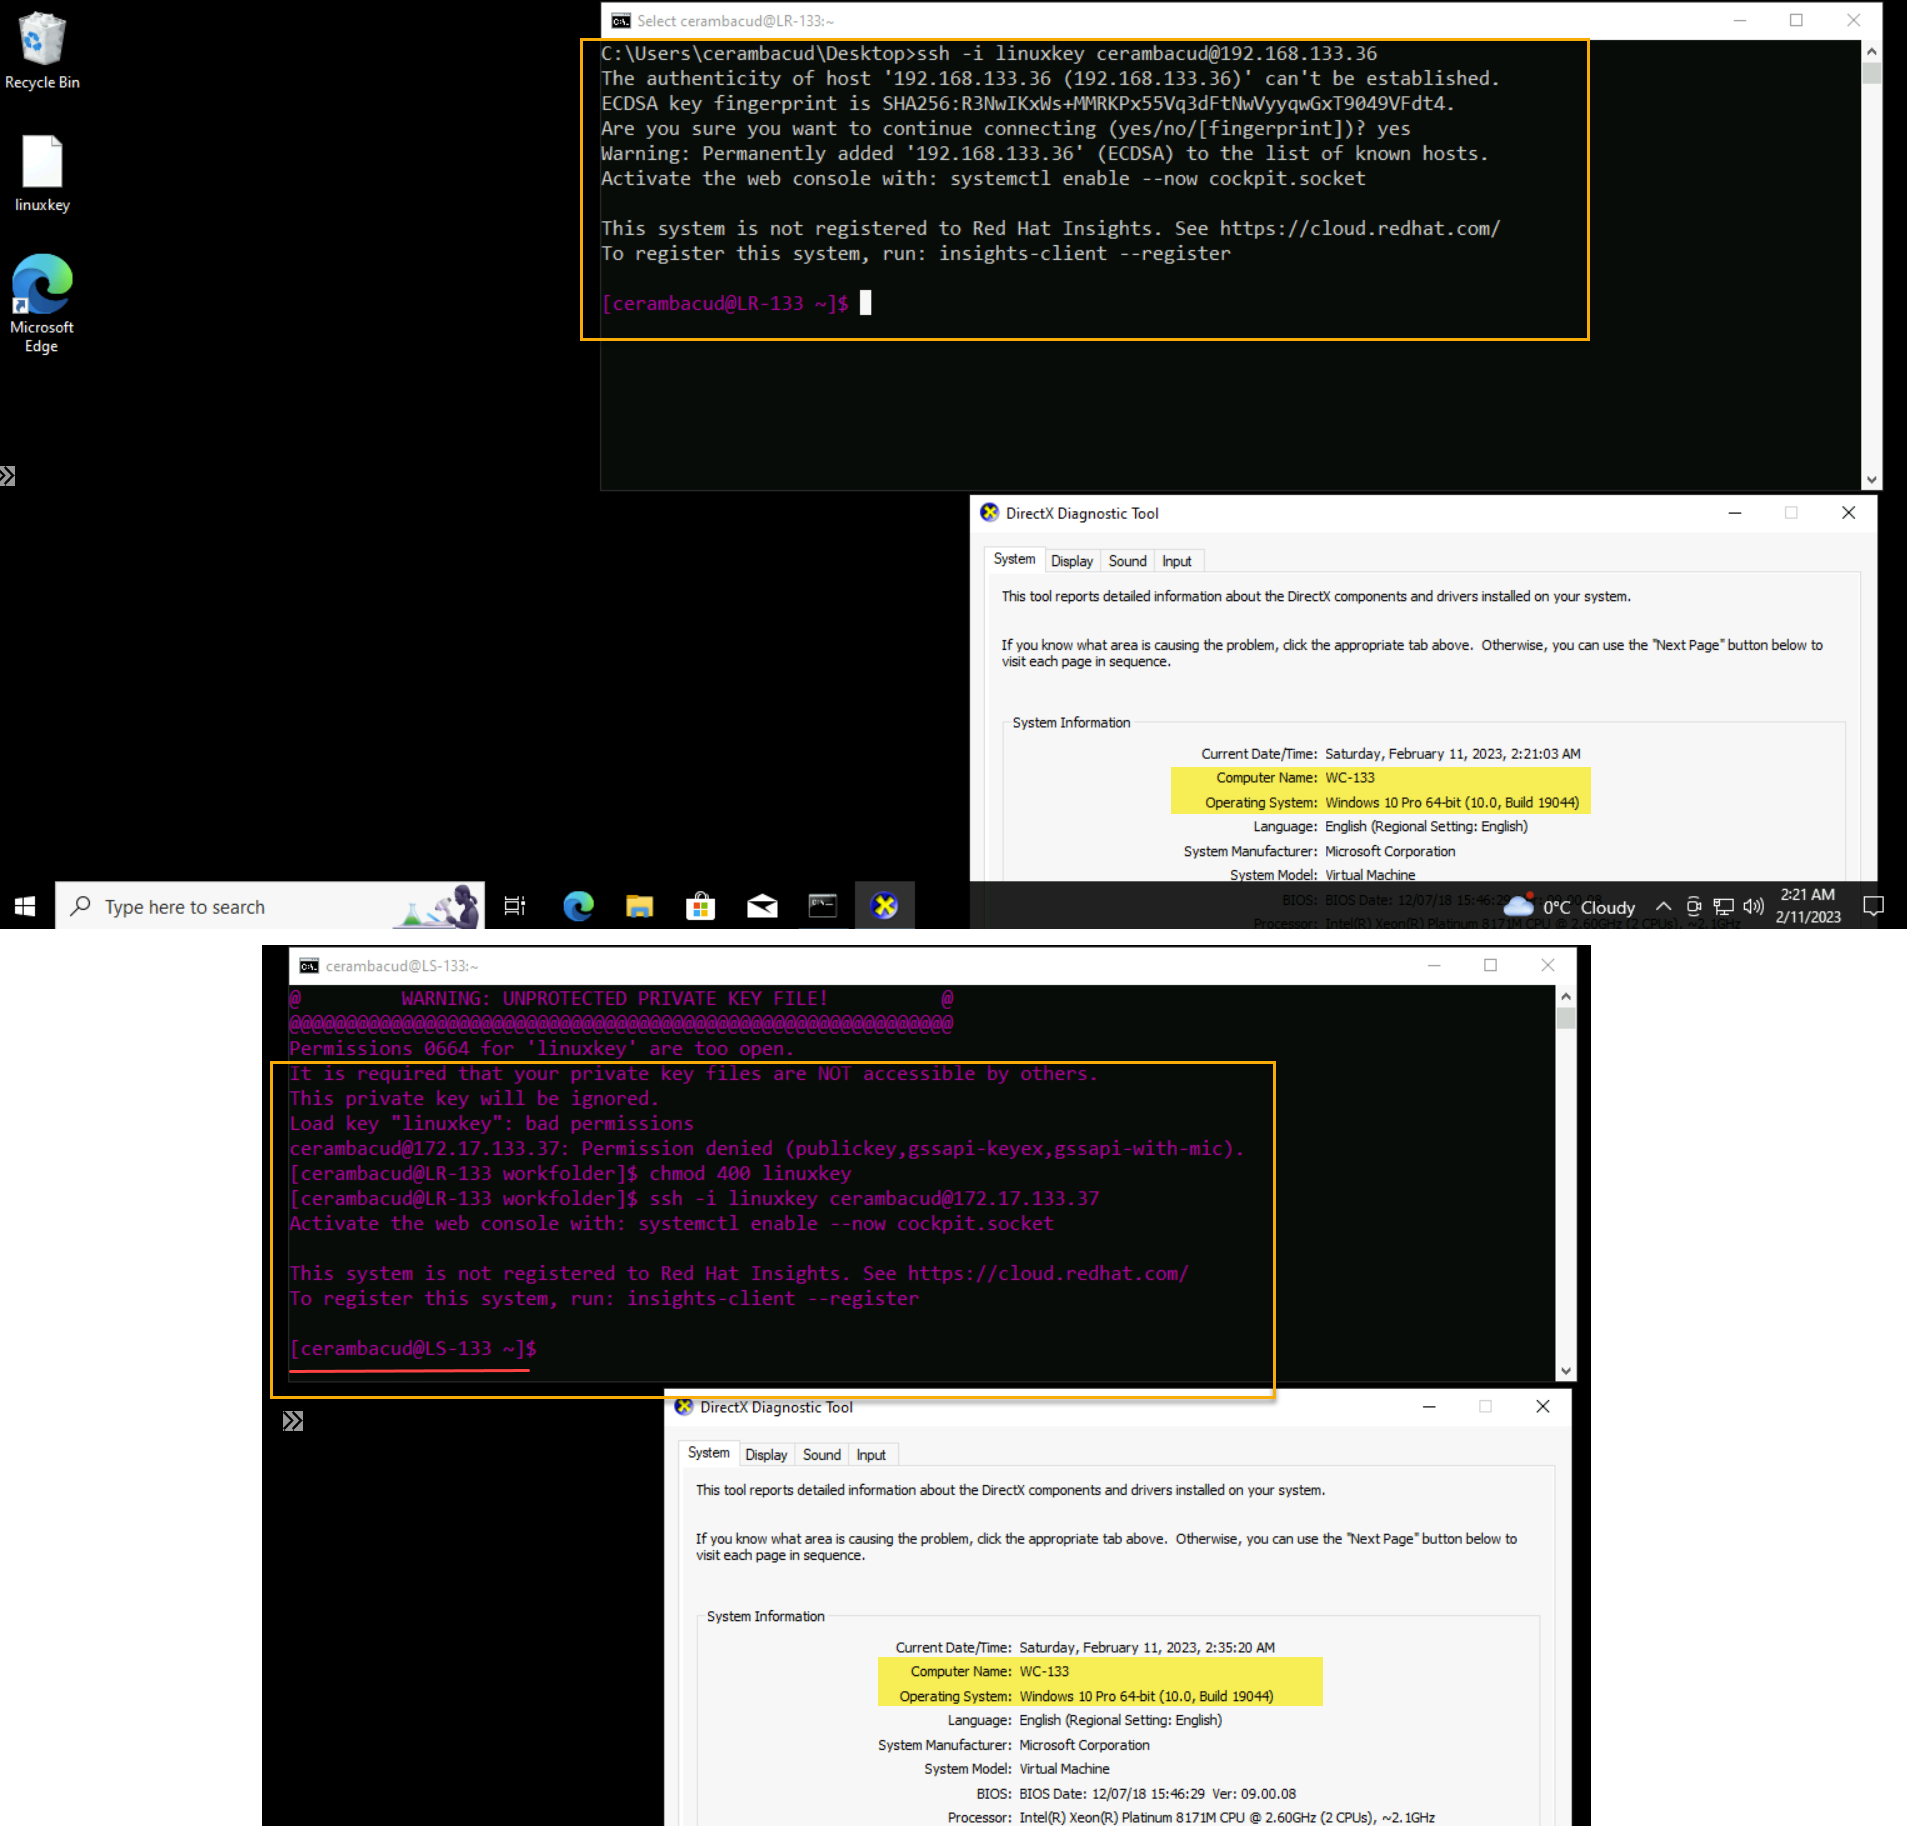 Recycle Bin
linuxkey
Microsoft
Edge
Select cerambacud@LR-133:~
C:\Users\cerambacud\Desktop>ssh -i linuxkey cerambacud@192.168.133.36
The authenticity of host '192.168.133.36 (192.168.133.36)' can't be established.
ECDSA key fingerprint is SHA256:R3NwIKxWs+MMRKPx55Vq3dFtNwVyyqwGxT9049VFdt4.
Are you sure you want to continue connecting (yes/no/[fingerprint])? yes
Warning: Permanently added '192.168.133.36' (ECDSA) to the list of known hosts.
Activate the web console with: systemctl enable --now cockpit.socket
This system is not registered to Red Hat Insights. See https://cloud.redhat.com/
To register this system, run: insights-client --register
[cerambacud@LR-133 ~]$
DirectX Diagnostic Tool
System Display Sound Input
This tool reports detailed information about the DirectX components and drivers installed on your system.
If you know what area is causing the problem, click the appropriate tab above.  Otherwise, you can use the "Next Page" button below to
visit each page in sequence.
System Information
Current Date/Time: Saturday, February 11, 2023, 2:21:03 AM
Computer Name: WC-133
Operating System: Windows 10 Pro 64-bit (10.0, Build 19044)
Language: English (Regional Setting: English)
System Manufacturer: Microsoft Corporation
System Model: Virtual Machine
BIOS: BIOS Date: 12/07/18 15:46:29
Processor: Intel(R) Xeon(R) Platinum 8171M CPU @ 2.60GHz (2 CPUs), ~2.1GHz
Type here to search
0°C Cloudy
2:21 AM
2/11/2023
cerambacud@LS-133:~
@         WARNING: UNPROTECTED PRIVATE KEY FILE!          @
@@@@@@@@@@@@@@@@@@@@@@@@@@@@@@@@@@@@@@@@@@@@@@@@@@@@@@@@@@@
Permissions 0664 for 'linuxkey' are too open.
It is required that your private key files are NOT accessible by others.
This private key will be ignored.
Load key "linuxkey": bad permissions
cerambacud@172.17.133.37: Permission denied (publickey,gssapi-keyex,gssapi-with-mic).
[cerambacud@LR-133 workfolder]$ chmod 400 linuxkey
[cerambacud@LR-133 workfolder]$ ssh -i linuxkey cerambacud@172.17.133.37
Activate the web console with: systemctl enable --now cockpit.socket
This system is not registered to Red Hat Insights. See https://cloud.redhat.com/
To register this system, run: insights-client --register
[cerambacud@LS-133 ~]$
DirectX Diagnostic Tool
System Display Sound Input
This tool reports detailed information about the DirectX components and drivers installed on your system.
If you know what area is causing the problem, click the appropriate tab above.  Otherwise, you can use the "Next Page" button below to
visit each page in sequence.
System Information
Current Date/Time: Saturday, February 11, 2023, 2:35:20 AM
Computer Name: WC-133
Operating System: Windows 10 Pro 64-bit (10.0, Build 19044)
Language: English (Regional Setting: English)
System Manufacturer: Microsoft Corporation
System Model: Virtual Machine
BIOS: BIOS Date: 12/07/18 15:46:29  Ver: 09.00.08
Processor: Intel(R) Xeon(R) Platinum 8171M CPU @ 2.60GHz (2 CPUs), ~2.1GHz